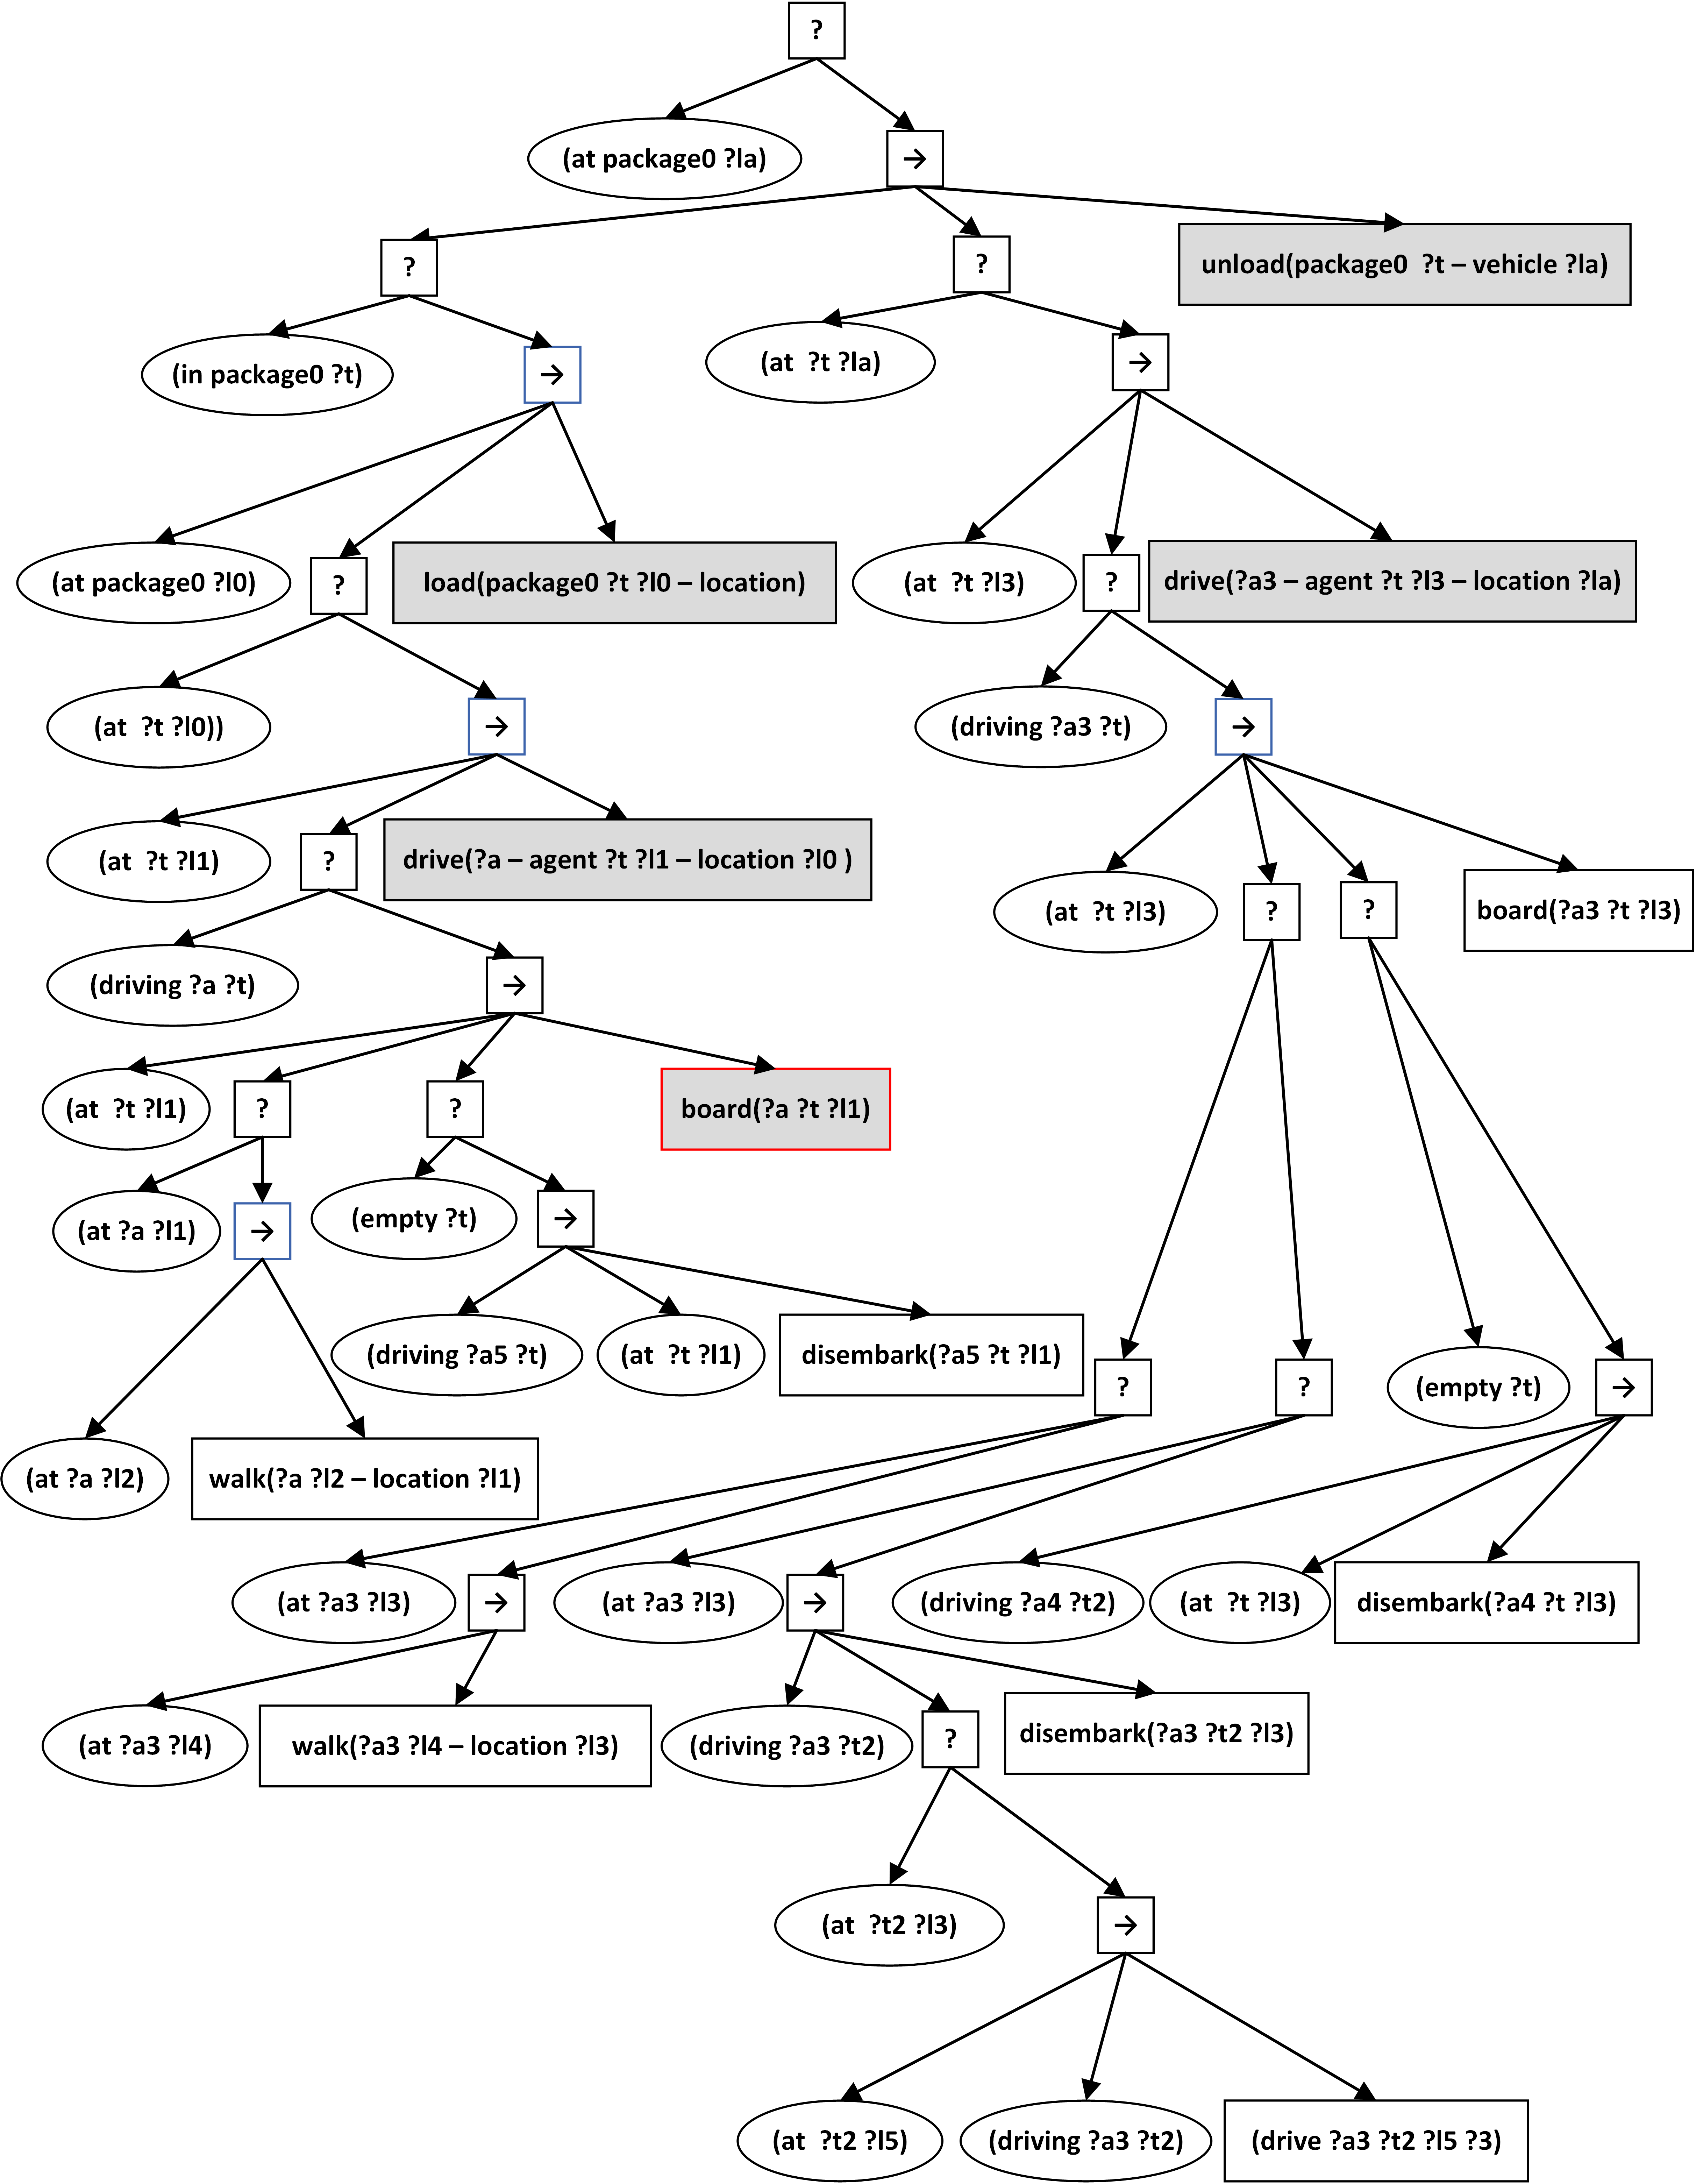 ?
(at package0 ?la)
→
?
?
unload(package0  ?t – vehicle ?la)
(in package0 ?t)
→
(at  ?t ?la)
→
(at package0 ?l0)
?
load(package0 ?t ?l0 – location)
(at  ?t ?l3)
?
drive(?a3 – agent ?t ?l3 – location ?la)
(at  ?t ?l0))
→
(driving ?a3 ?t)
→
(at  ?t ?l1)
?
drive(?a – agent ?t ?l1 – location ?l0 )
(at  ?t ?l3)
?
?
board(?a3 ?t ?l3)
(driving ?a ?t)
→
(at  ?t ?l1)
?
?
board(?a ?t ?l1)
(at ?a ?l1)
→
(empty ?t)
→
(driving ?a5 ?t)
(at  ?t ?l1)
disembark(?a5 ?t ?l1)
?
?
(empty ?t)
→
(at ?a ?l2)
walk(?a ?l2 – location ?l1)
(at ?a3 ?l3)
→
(at ?a3 ?l3)
→
(driving ?a4 ?t2)
(at  ?t ?l3)
disembark(?a4 ?t ?l3)
(at ?a3 ?l4)
walk(?a3 ?l4 – location ?l3)
(driving ?a3 ?t2)
?
disembark(?a3 ?t2 ?l3)
(at  ?t2 ?l3)
→
(at  ?t2 ?l5)
(driving ?a3 ?t2)
(drive ?a3 ?t2 ?l5 ?3)